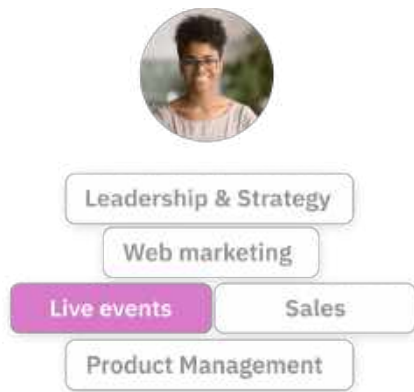 Leadership & Strategy
Web marketing
Live events Sales
Product Management